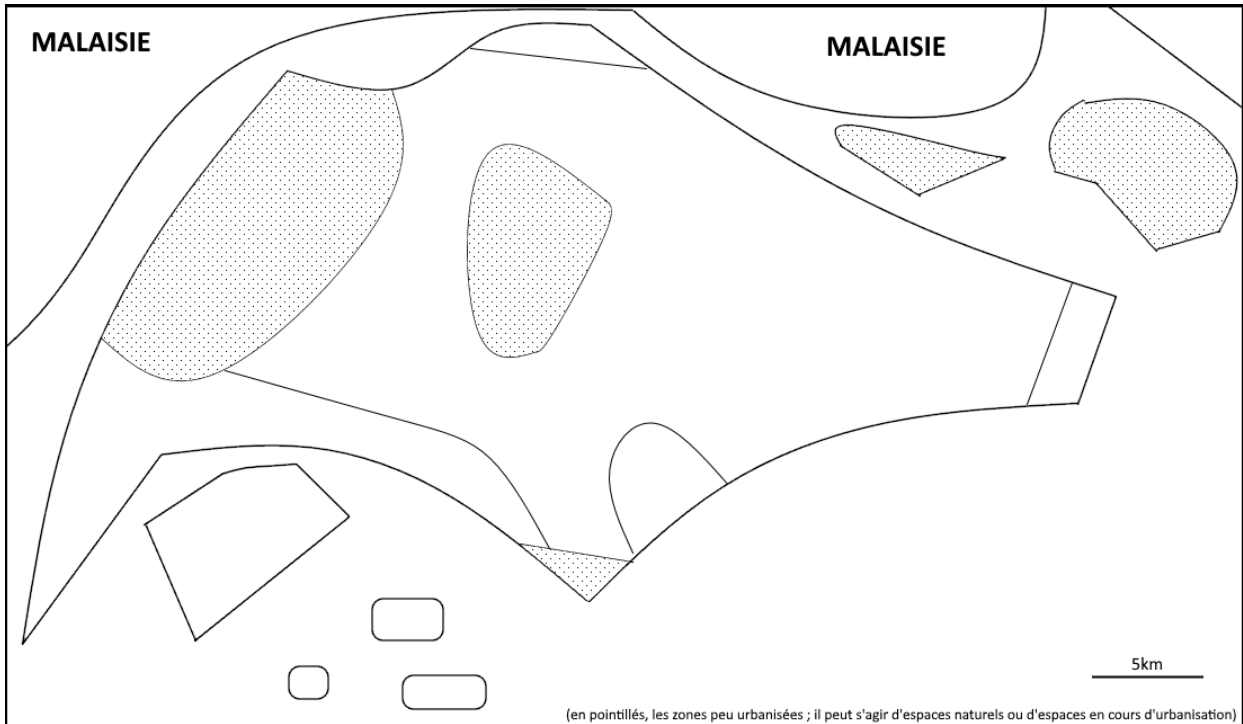 MALAISIE
MALAISIE
5km
(en pointillés, les zones peu urbanisées ; il peut s'agir d'espaces naturels ou d'espaces en cours d'urbanisation)